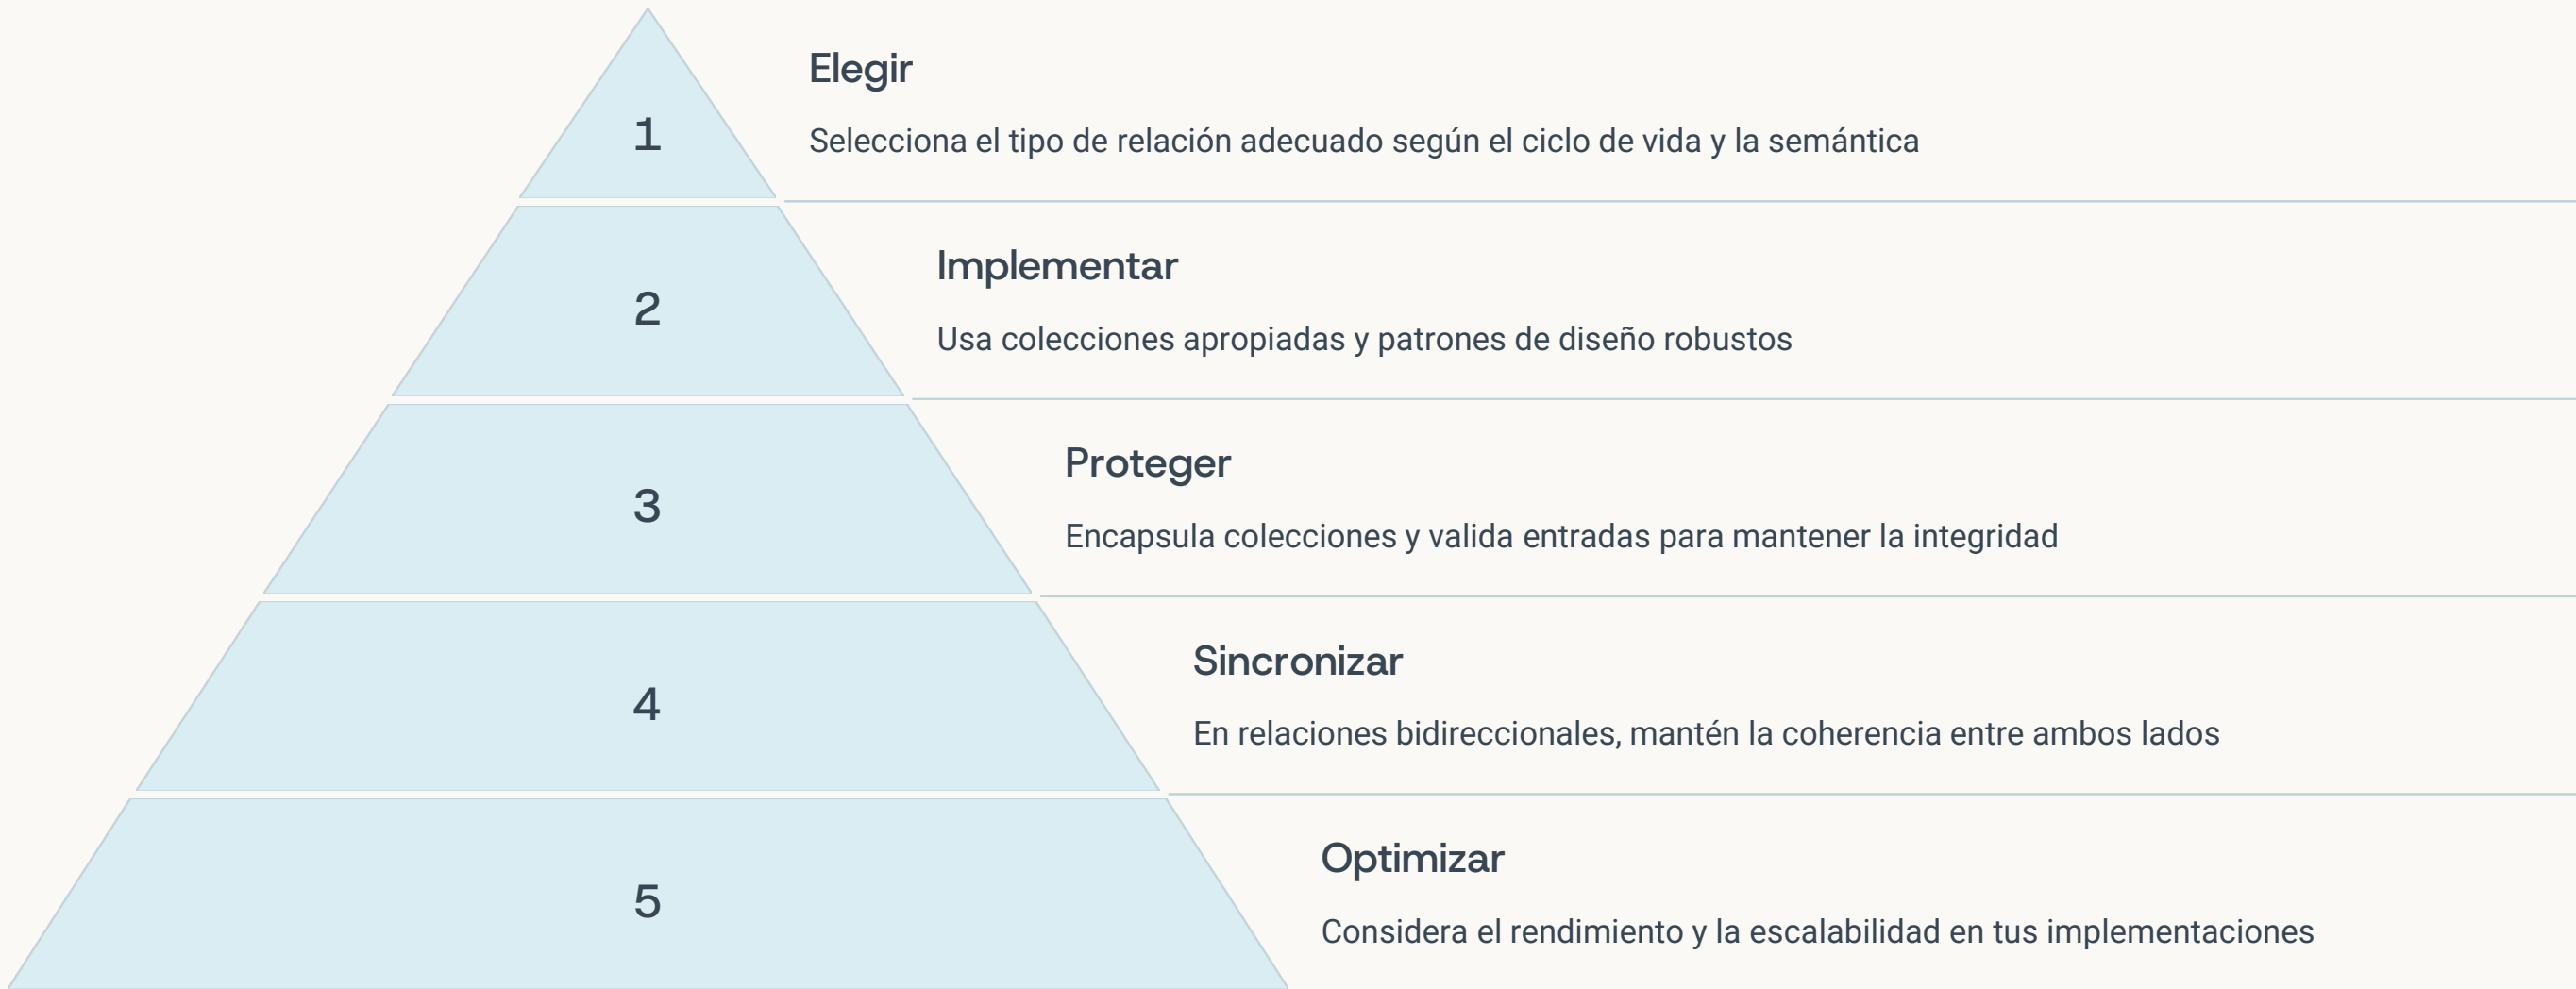 1
Elegir
Selecciona el tipo de relación adecuado según el ciclo de vida y la semántica
2
Implementar
Usa colecciones apropiadas y patrones de diseño robustos
3
Proteger
Encapsula colecciones y valida entradas para mantener la integridad
4
Sincronizar
En relaciones bidireccionales, mantén la coherencia entre ambos lados
5
Optimizar
Considera el rendimiento y la escalabilidad en tus implementaciones